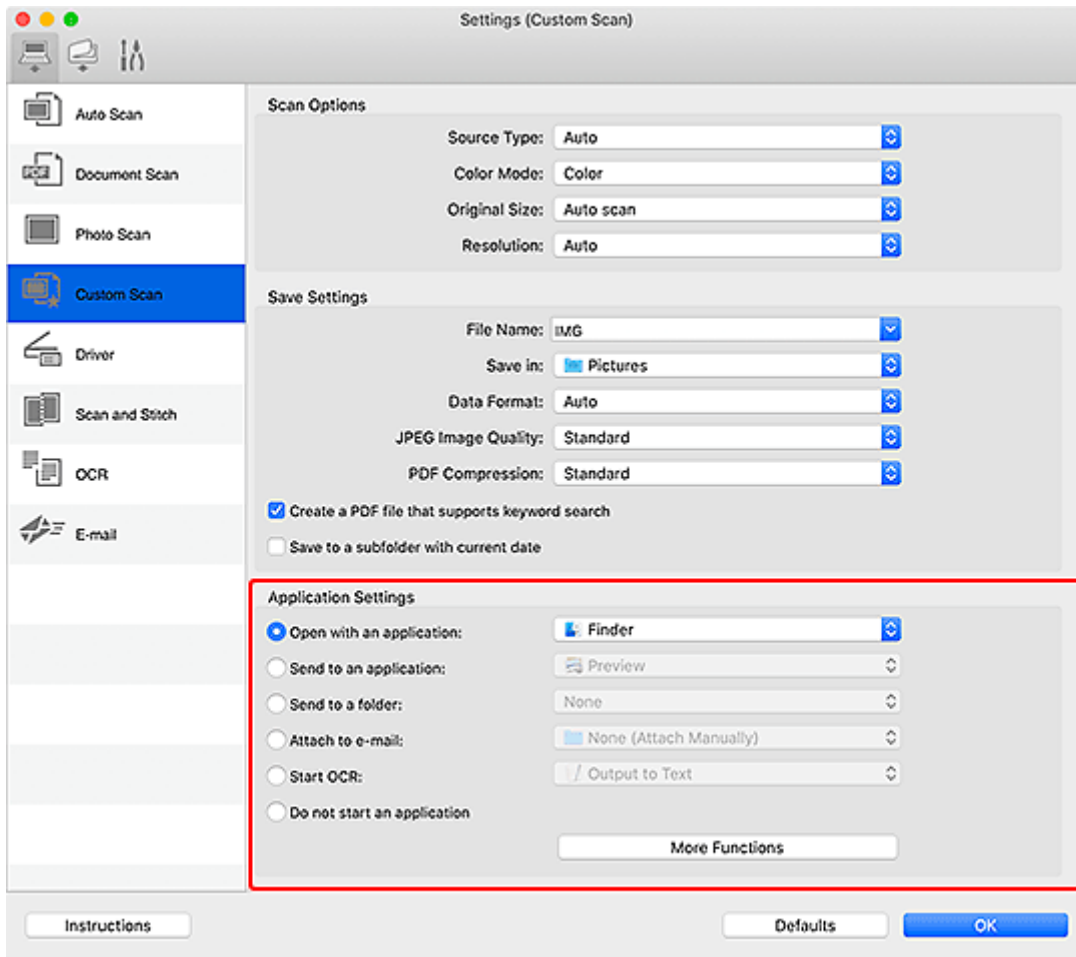 Settings (Custom Scan)
Auto Scan
PDF
Document Scan
Photo Scan
Custom Scan
Driver
Scan and Stitch
OCR
E-mail
Scan Options
Source Type: Auto
Color Mode: Color
Original Size: Auto scan
Resolution: Auto
Save Settings
File Name: IMG
Save in: Pictures
Data Format: Auto
JPEG Image Quality: Standard
PDF Compression: Standard
Create a PDF file that supports keyword search
Save to a subfolder with current date
Application Settings
Open with an application: Finder
Send to an application: Preview
Send to a folder: None
Attach to e-mail: None (Attach Manually)
Start OCR: Output to Text
Do not start an application
More Functions
Instructions
Defaults
OK